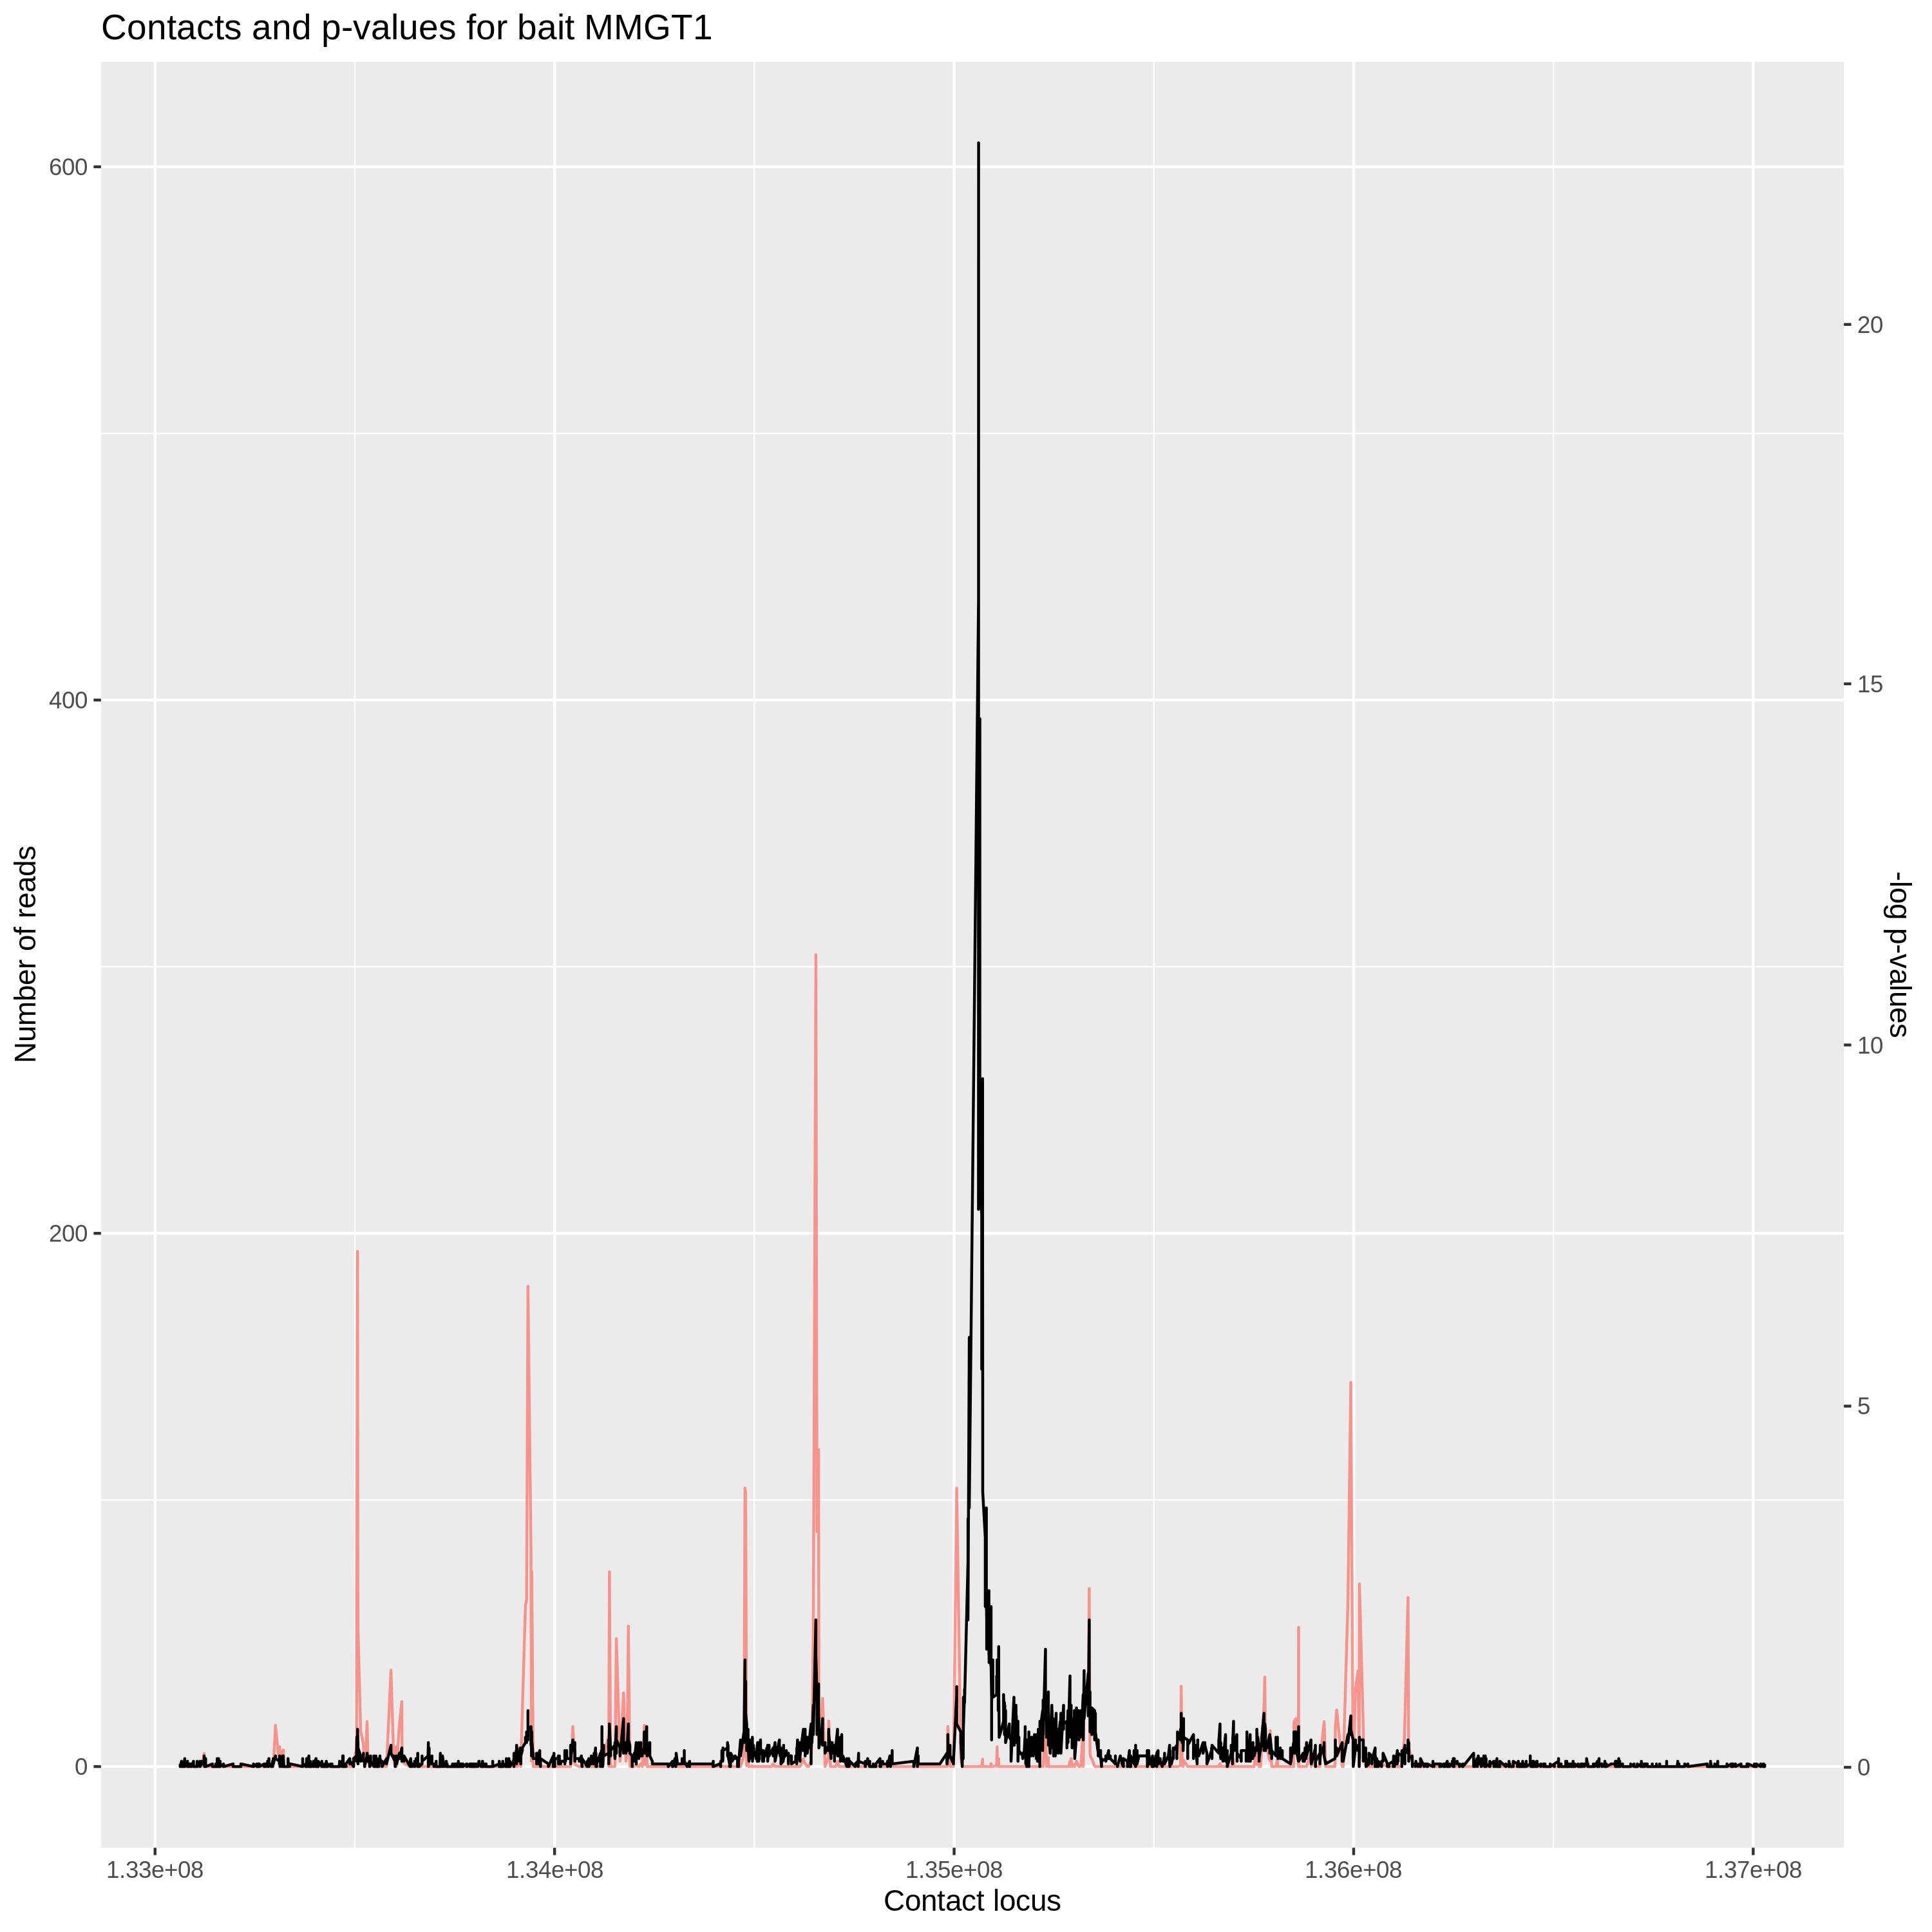 Contacts and p-values for bait MMGT1
600
400
200
0
Number of reads
20
15
10
5
0
-log p-values
1.33e+08
1.34e+08
1.35e+08
1.36e+08
1.37e+08
Contact locus